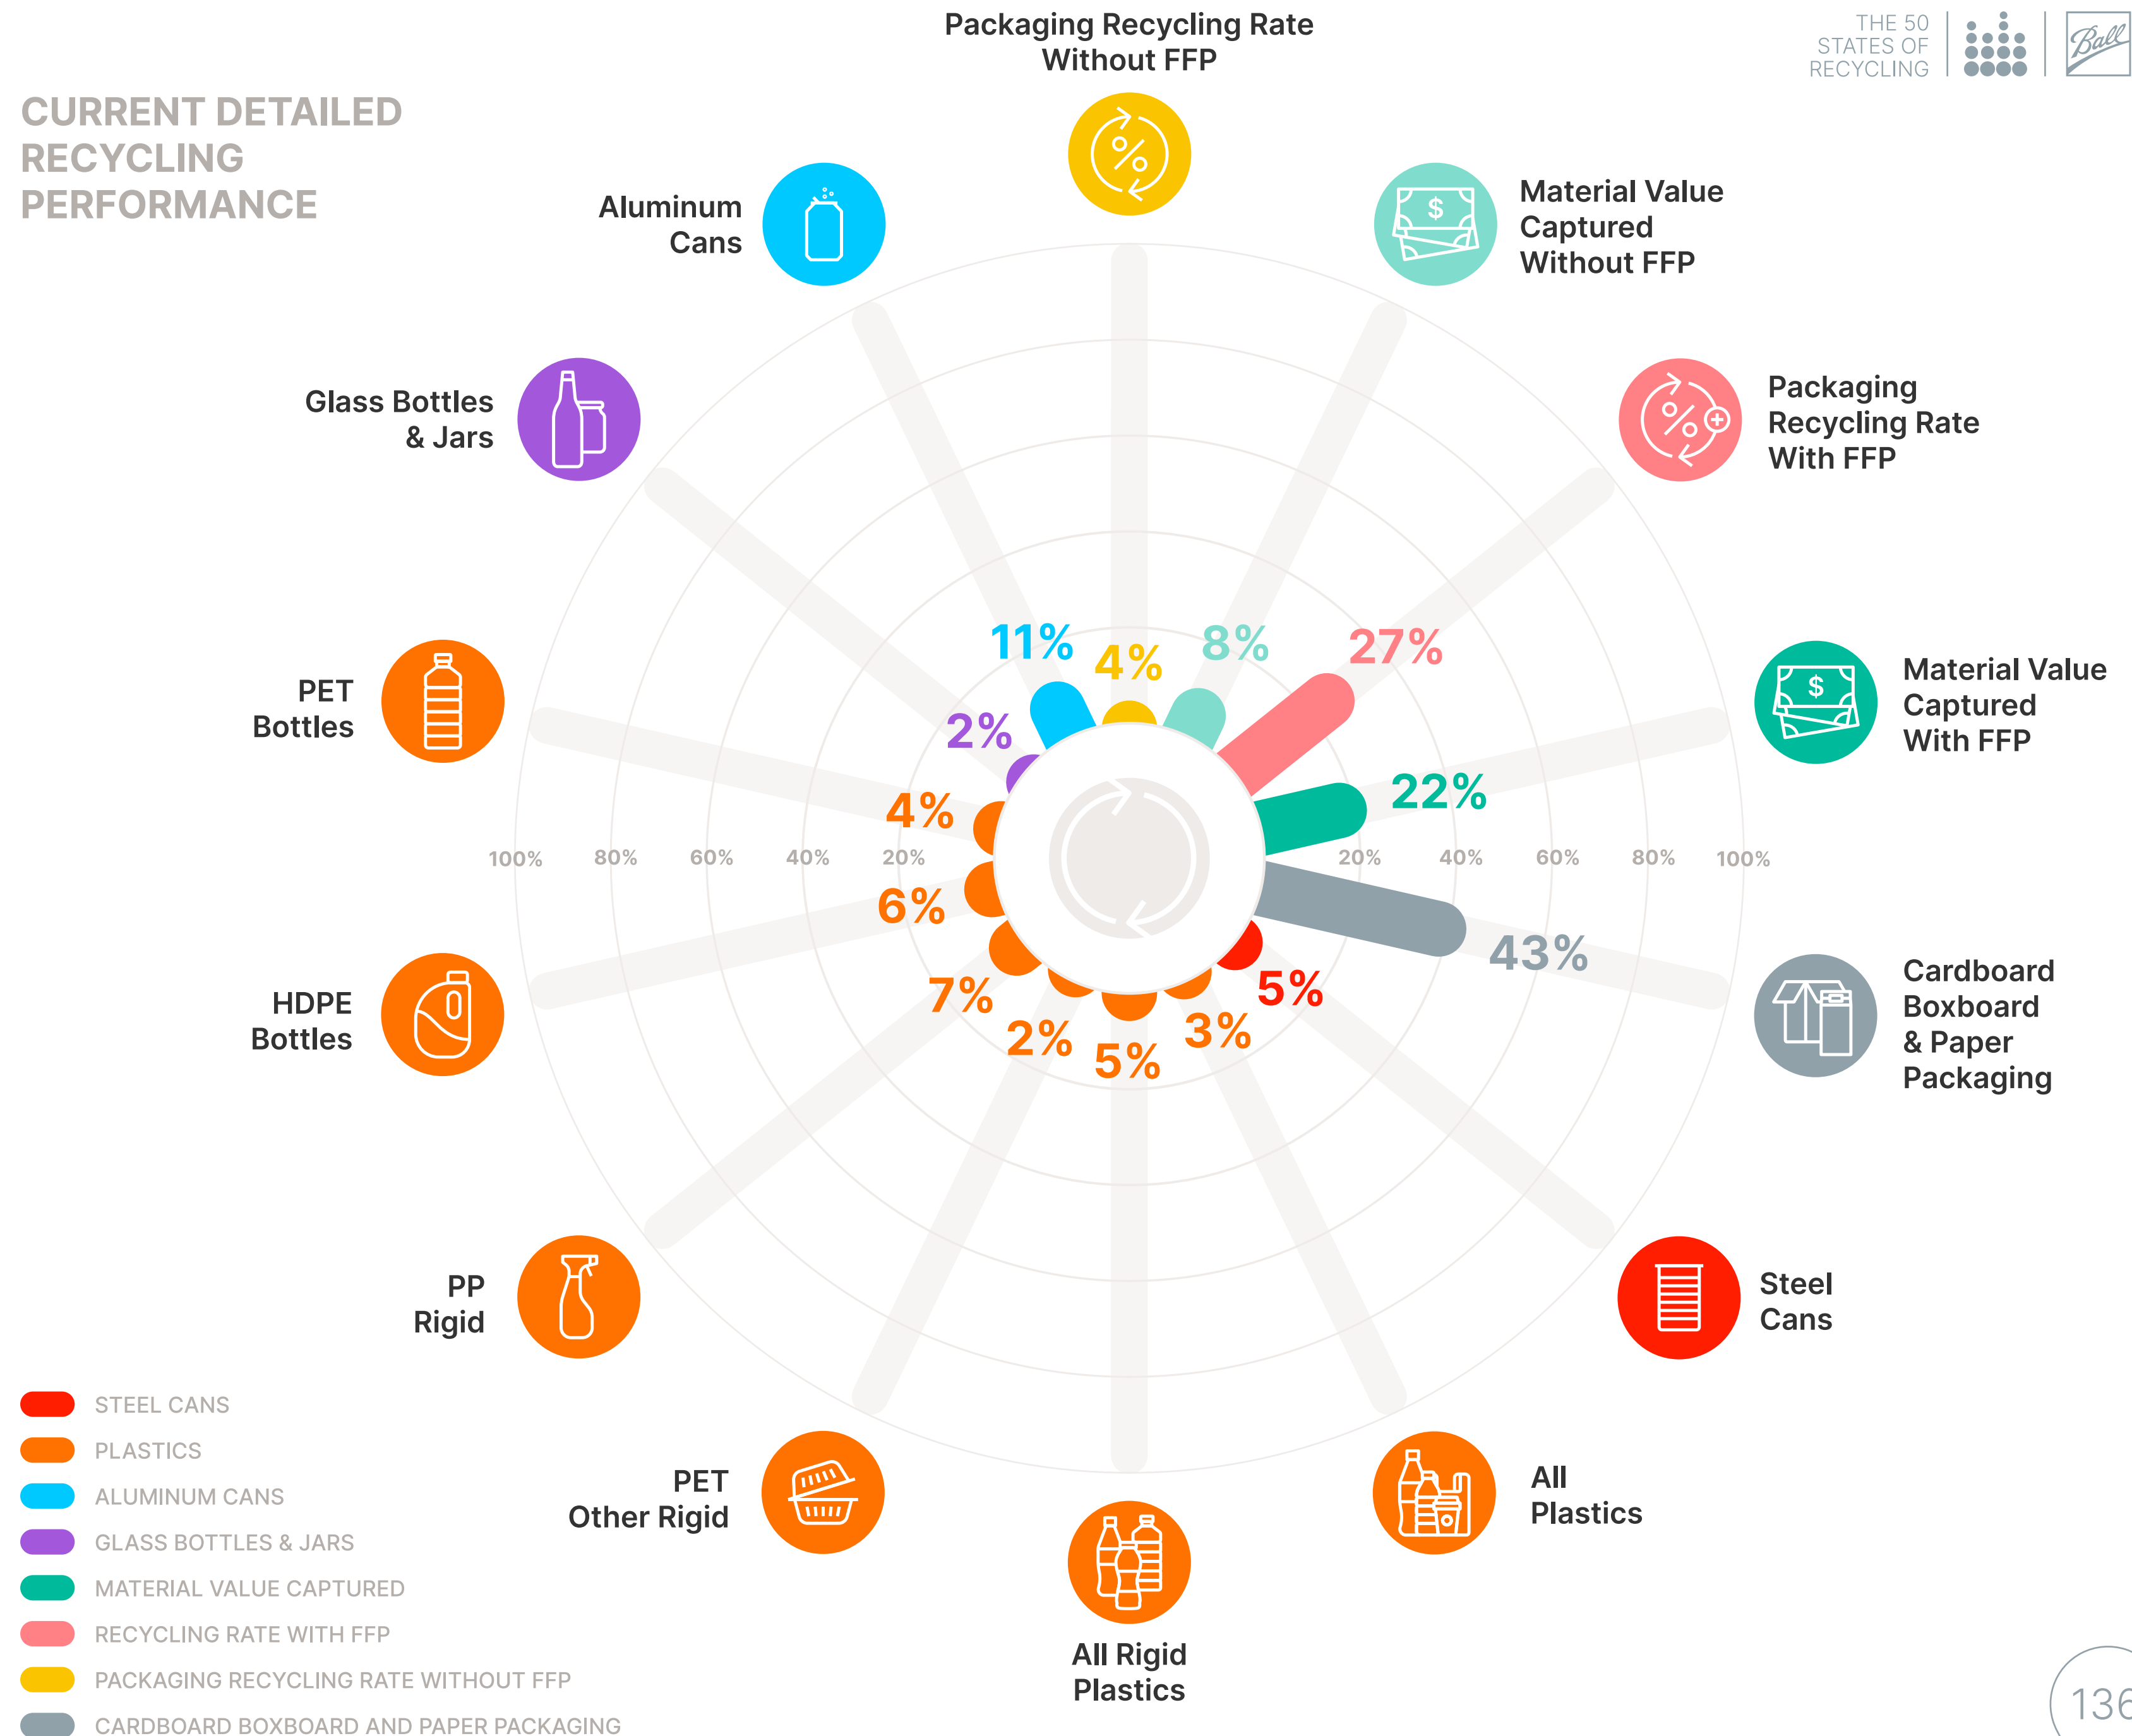 THE 50
STATES OF
RECYCLING
Ball
CURRENT DETAILED
RECYCLING
PERFORMANCE
Packaging Recycling Rate
Without FFP
Material Value
Captured
Without FFP
Packaging
Recycling Rate
With FFP
Material Value
Captured
With FFP
Cardboard
Boxboard
& Paper
Packaging
Steel
Cans
All
Plastics
All Rigid
Plastics
PET
Other Rigid
PP
Rigid
HDPE
Bottles
PET
Bottles
Glass Bottles
& Jars
Aluminum
Cans
11%
4%
8%
27%
22%
43%
5%
3%
5%
2%
7%
6%
4%
2%
100% 80% 60% 40% 20% 20% 40% 60% 80% 100%
STEEL CANS
PLASTICS
ALUMINUM CANS
GLASS BOTTLES & JARS
MATERIAL VALUE CAPTURED
RECYCLING RATE WITH FFP
PACKAGING RECYCLING RATE WITHOUT FFP
CARDBOARD BOXBOARD AND PAPER PACKAGING
136